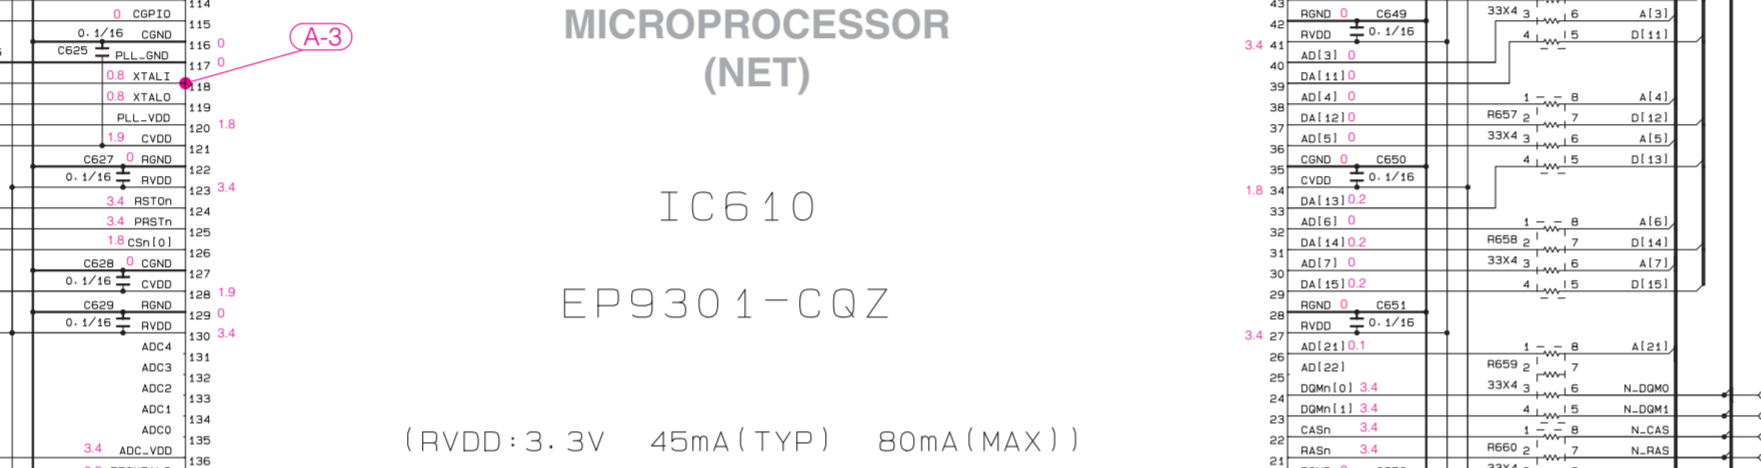 114
0 CGPIO
115
0.1/16 CGND
116 0
C625 PLL_GND
117 0
0.8 XTALI
118
A-3
0.8 XTALO
119
PLL_VDD
120 1.8
1.9 CVDD
121
C627 0 RGND
122
0.1/16 RVDD
123 3.4
3.4 RSTOn
124
3.4 PRSTn
125
1.8 CSn[0]
126
C628 0 CGND
127
0.1/16 CVDD
128 1.9
C629 RGND
129 0
0.1/16 RVDD
130 3.4
ADC4
131
ADC3
132
ADC2
133
ADC1
134
ADC0
135
3.4 ADC_VDD
136
MICROPROCESSOR
(NET)
IC610
EP9301-CQZ
(RVDD:3.3V 45mA(TYP) 80mA(MAX))
43
RGND 0 C649
42
RVDD 0.1/16
3.4 41
AD[3] 0
40
DA[11] 0
39
AD[4] 0
38
DA[12] 0
37
AD[5] 0
36
CGND 0 C650
35
CVDD 0.1/16
1.8 34
DA[13] 0.2
33
AD[6] 0
32
DA[14] 0.2
31
AD[7] 0
30
DA[15] 0.2
29
RGND 0 C651
28
RVDD 0.1/16
3.4 27
AD[21] 0.1
26
AD[22]
25
DQMn[0] 3.4
24
DQMn[1] 3.4
23
CASn 3.4
22
RASn 3.4
21
33X4 3 6 A[3]
4 5 D[11]
1 8 A[4]
R657 2 7 D[12]
33X4 3 6 A[5]
4 5 D[13]
1 8 A[6]
R658 2 7 D[14]
33X4 3 6 A[7]
4 5 D[15]
1 8 A[21]
R659 2 7
33X4 3 6 N_DQM0
4 5 N_DQM1
1 8 N_CAS
R660 2 7 N_RAS
33X4